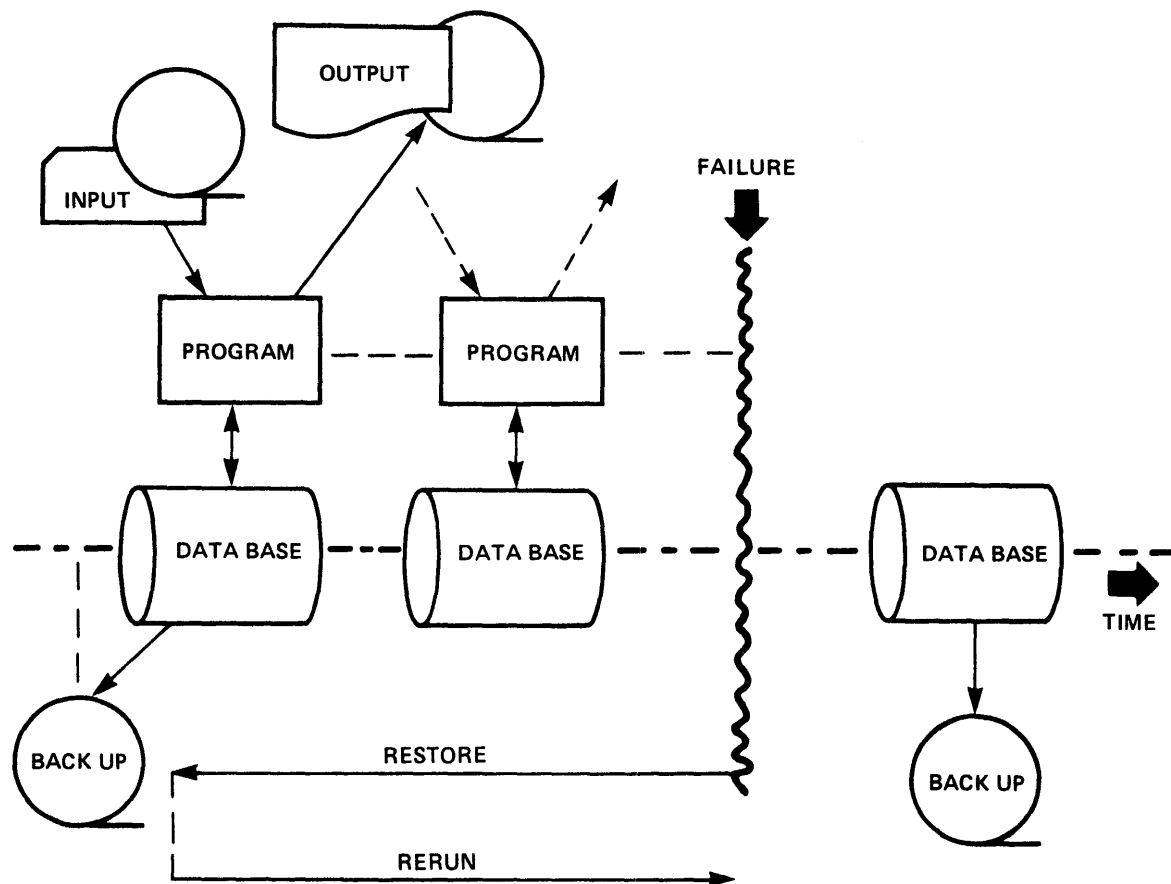 OUTPUT
INPUT
FAILURE
PROGRAM
PROGRAM
DATA BASE
DATA BASE
DATA BASE
TIME
BACK UP
RESTORE
BACK UP
RERUN